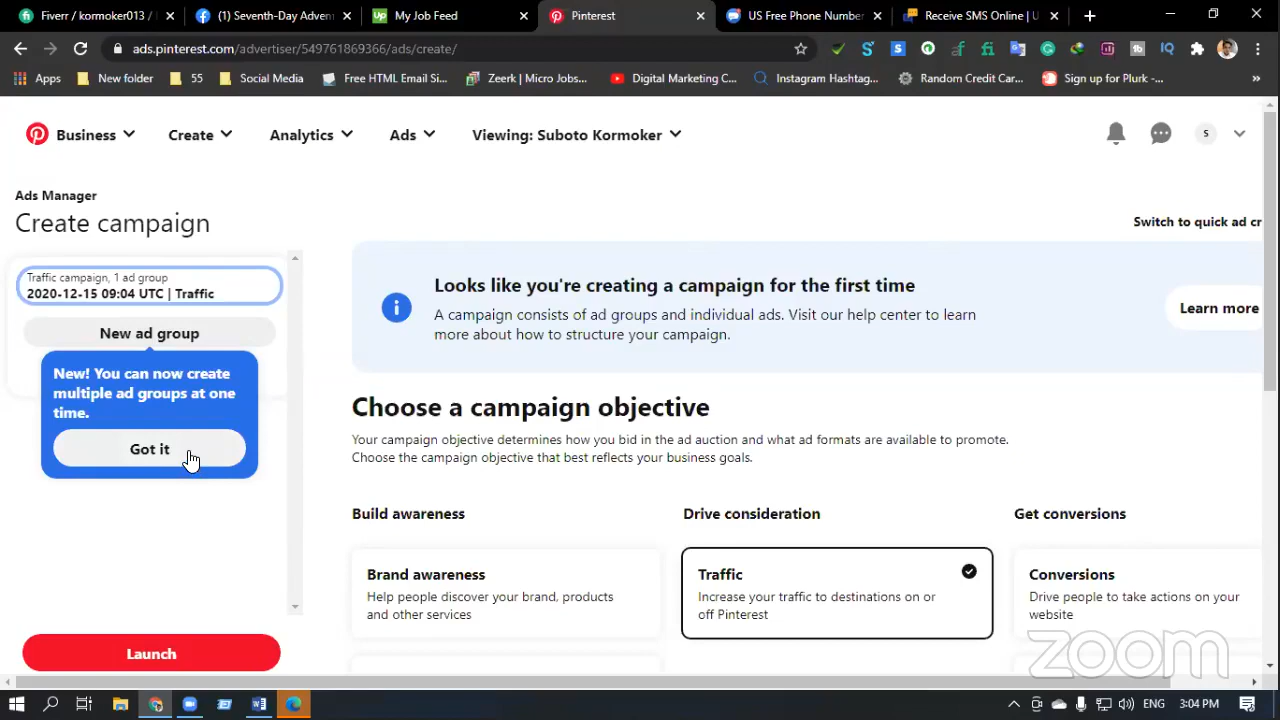 Fiverr / kormoker013 /
(1) Seventh-Day Adven
Up My Job Feed
Pinterest
US Free Phone Number
Receive SMS Online | U
ads.pinterest.com/advertiser/549761869366/ads/create/
Apps
New folder
55
Social Media
Free HTML Email Si...
Zeerk | Micro Jobs...
Digital Marketing C...
Instagram Hashtag...
Random Credit Car...
Sign up for Plurk -...
Business
Create
Analytics
Ads
Viewing: Suboto Kormoker
S
Ads Manager
Create campaign
Switch to quick ad cr
Traffic campaign, 1 ad group
2020-12-15 09:04 UTC | Traffic
New ad group
New! You can now create
multiple ad groups at one
time.
Got it
Launch
Looks like you're creating a campaign for the first time
A campaign consists of ad groups and individual ads. Visit our help center to learn
more about how to structure your campaign.
Learn more
Choose a campaign objective
Your campaign objective determines how you bid in the ad auction and what ad formats are available to promote.
Choose the campaign objective that best reflects your business goals.
Build awareness
Drive consideration
Get conversions
Brand awareness
Help people discover your brand, products
and other services
Traffic
Increase your traffic to destinations on or
off Pinterest
Conversions
Drive people to take actions on your
website
zoom
ENG
3:04 PM